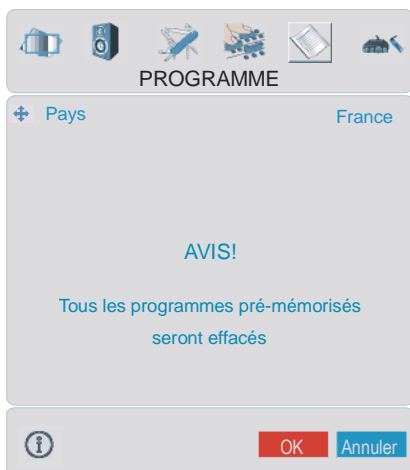 PROGRAMME
Pays France
AVIS!
Tous les programmes pré-mémorisés
seront effacés
OK Annuler